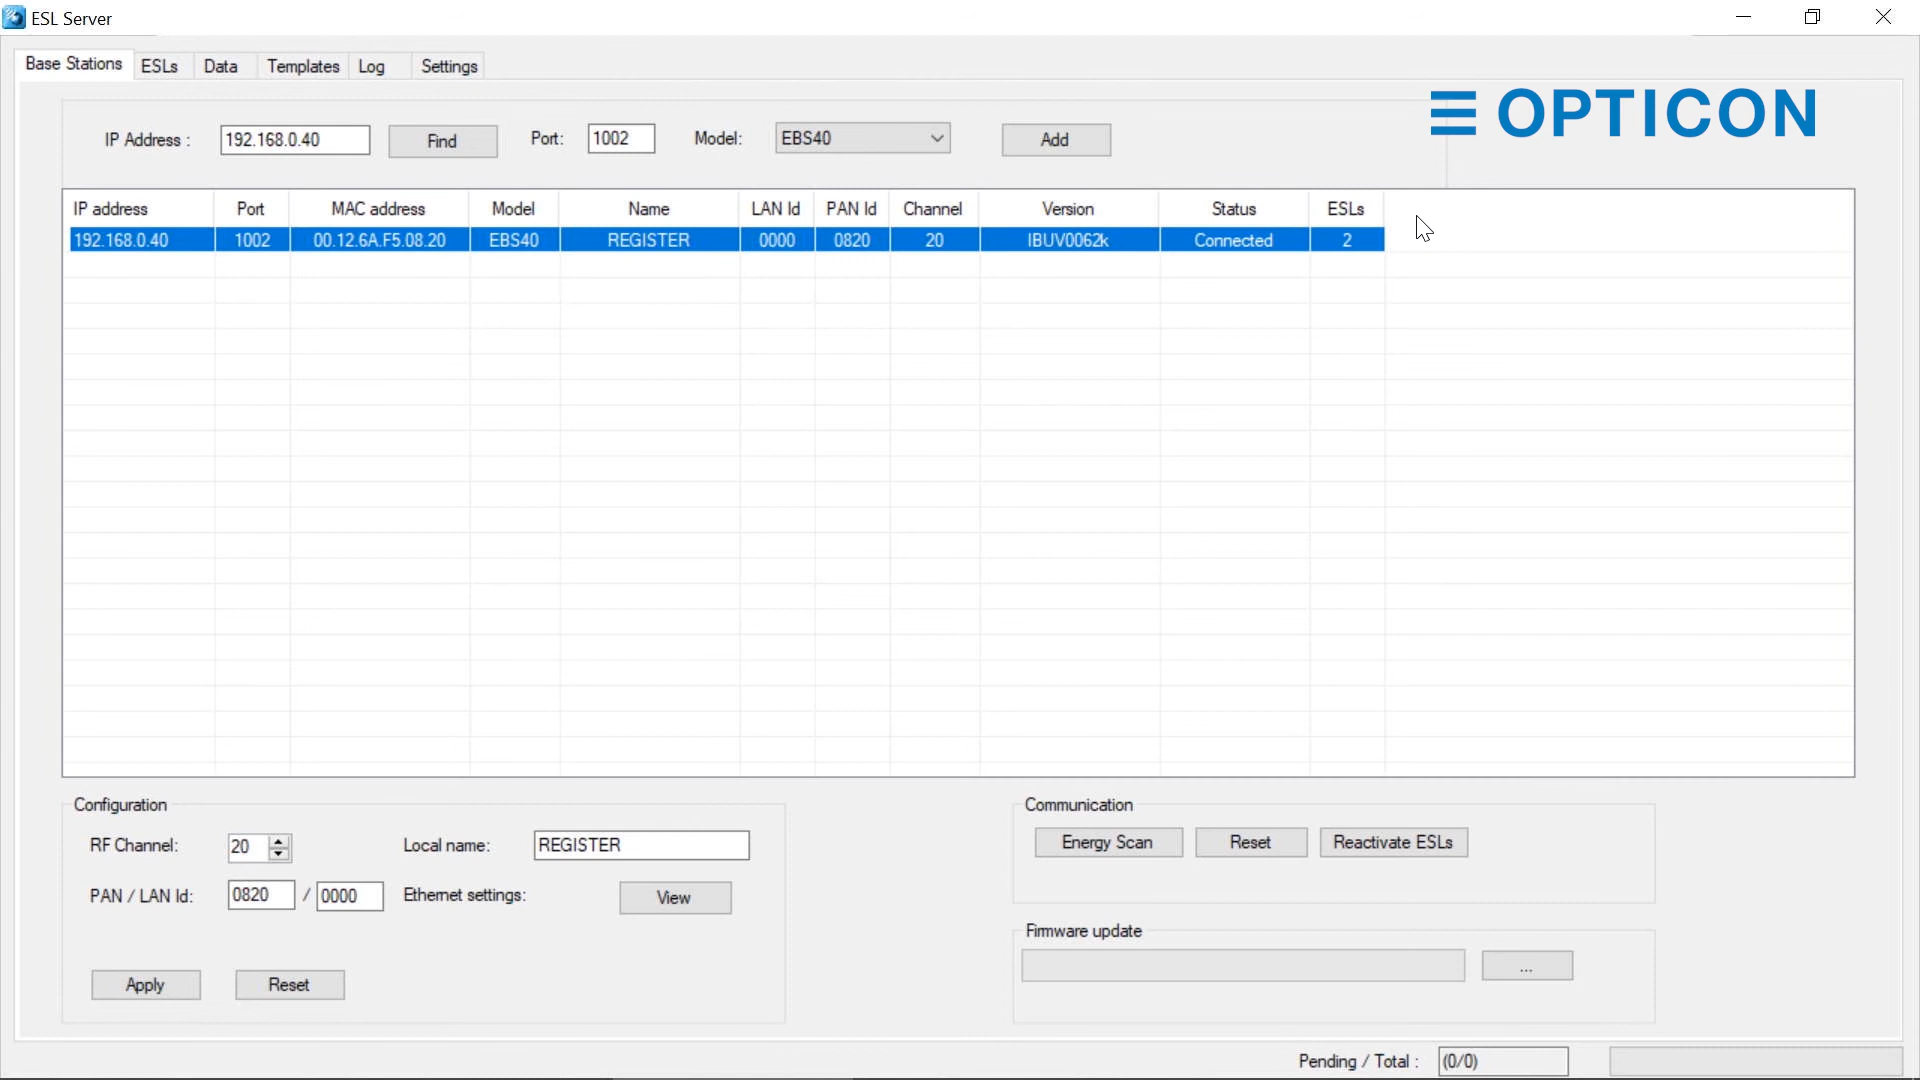 ESL Server
Base Stations ESLs Data Templates Log Settings
OPTICON
IP Address : 192.168.0.40 Find Port: 1002 Model: EBS40 Add
IP address Port MAC address Model Name LAN Id PAN Id Channel Version Status ESLs
192.168.0.40 1002 00.12.6A.F5.08.20 EBS40 REGISTER 0000 0820 20 IBUV0062k Connected 2
Configuration
RF Channel: 20 Local name: REGISTER
PAN / LAN Id: 0820 / 0000 Ethernet settings: View
Apply Reset
Communication
Energy Scan Reset Reactivate ESLs
Firmware update
...
Pending / Total : (0/0)